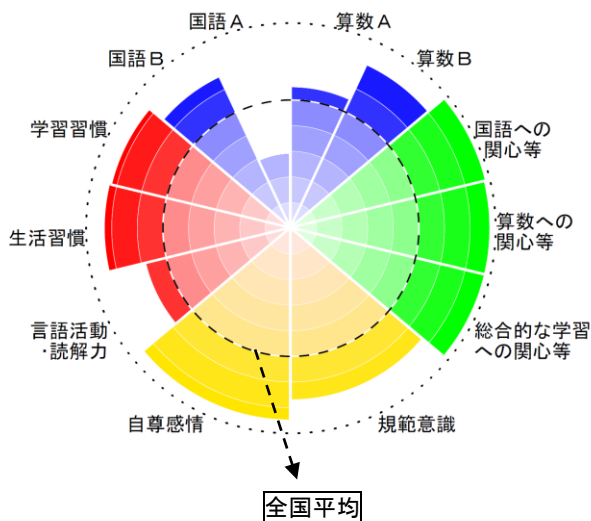 国語A
算数A
国語B
算数B
学習習慣
国語への
関心等
生活習慣
算数への
関心等
言語活動
・読解力
総合的な学習
への関心等
自尊感情
規範意識
全国平均